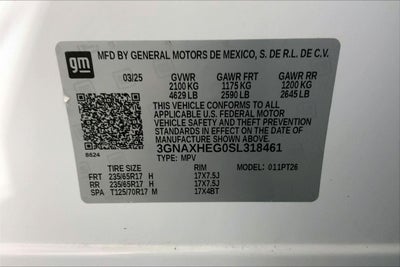 gm
MFD BY GENERAL MOTORS DE MEXICO, S. DE R.L. DE C.V.
03/25 GVWR GAWR FRT GAWR RR
2100 KG 1175 KG 1200 KG
4629 LB 2590 LB 2645 LB
THIS VEHICLE CONFORMS TO ALL
APPLICABLE U.S. FEDERAL MOTOR
VEHICLE SAFETY AND THEFT PREVENTION
STANDARDS IN EFFECT ON THE DATE OF
MANUFACTURE SHOWN ABOVE.
8824 3GNAXHEG0SL318461
TYPE: MPV
TIRE SIZE RIM MODEL: 011PT26
FRT 235/65R17 H 17X7.5J
RR 235/65R17 H 17X7.5J
SPA T125/70R17 M 17X4BT